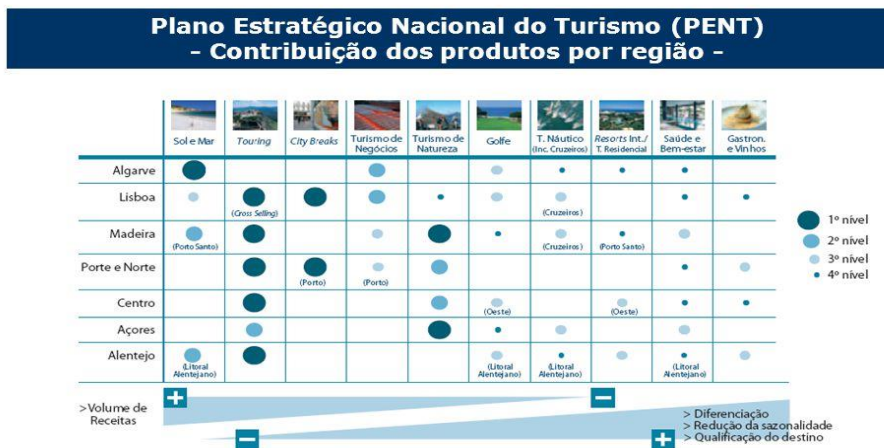 Plano Estratégico Nacional do Turismo (PENT)
- Contribuição dos produtos por região -
Sol e Mar
Touring
City Breaks
Turismo de
Negócios
Turismo de
Natureza
Golfe
T. Náutico
(Inc. Cruzeiros)
Resorts Int./
T. Residencial
Saúde e
Bem-estar
Gastron.
e Vinhos
Algarve
Lisboa
(Cross Selling)
(Cruzeiros)
Madeira
(Porto Santo)
(Cruzeiros)
(Porto Santo)
Porte e Norte
(Porto)
(Porto)
Centro
(Oeste)
(Oeste)
Açores
Alentejo
(Litoral
Alentejano)
(Litoral
Alentejano)
(Litoral
Alentejano)
(Litoral
Alentejano)
1º nível
2º nível
3º nível
4º nível
>Volume de
Receitas
+
−
−
+
> Diferenciação
> Redução da sazonalidade
> Qualificação do destino